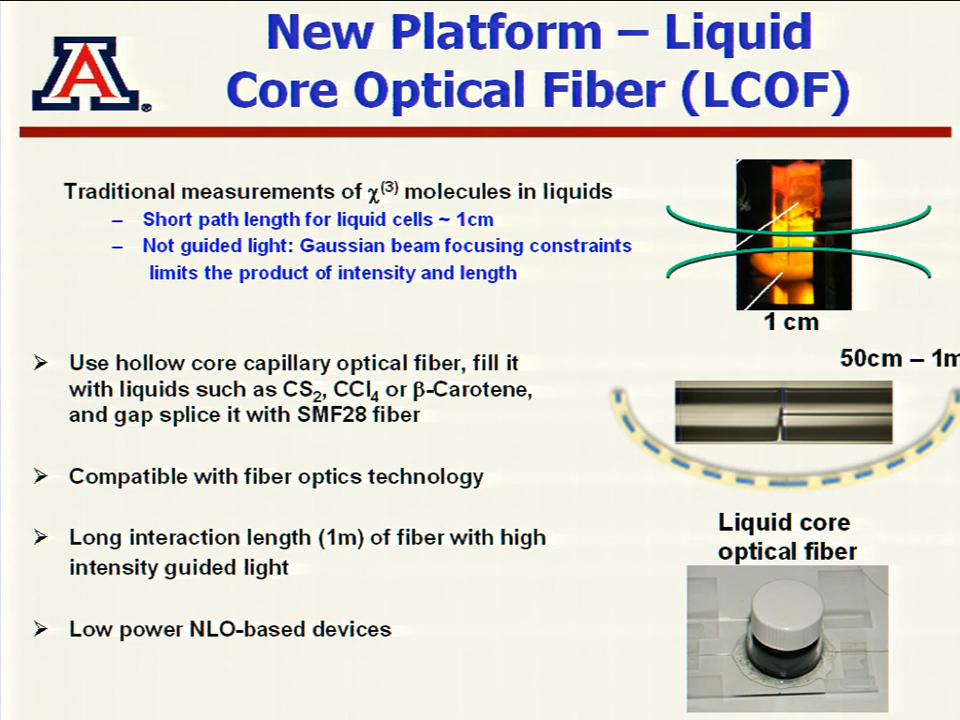 New Platform – Liquid
Core Optical Fiber (LCOF)
A®
Traditional measurements of χ(3) molecules in liquids
– Short path length for liquid cells ~ 1cm
– Not guided light: Gaussian beam focusing constraints
limits the product of intensity and length
1 cm
50cm – 1m
➢ Use hollow core capillary optical fiber, fill it
with liquids such as CS2, CCl4 or β-Carotene,
and gap splice it with SMF28 fiber
➢ Compatible with fiber optics technology
➢ Long interaction length (1m) of fiber with high
intensity guided light
➢ Low power NLO-based devices
Liquid core
optical fiber